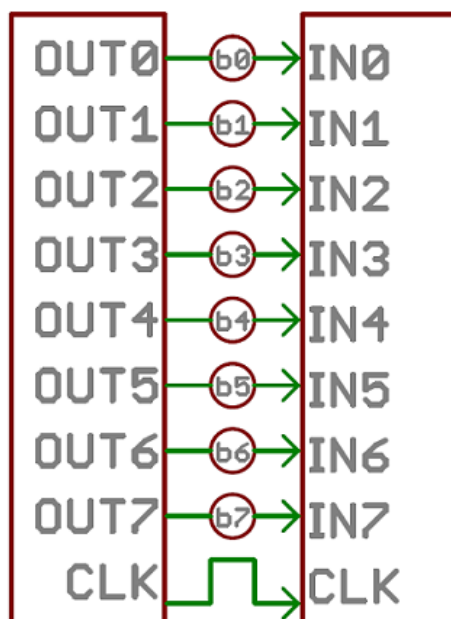 OUT0 b0 IN0
OUT1 b1 IN1
OUT2 b2 IN2
OUT3 b3 IN3
OUT4 b4 IN4
OUT5 b5 IN5
OUT6 b6 IN6
OUT7 b7 IN7
CLK CLK